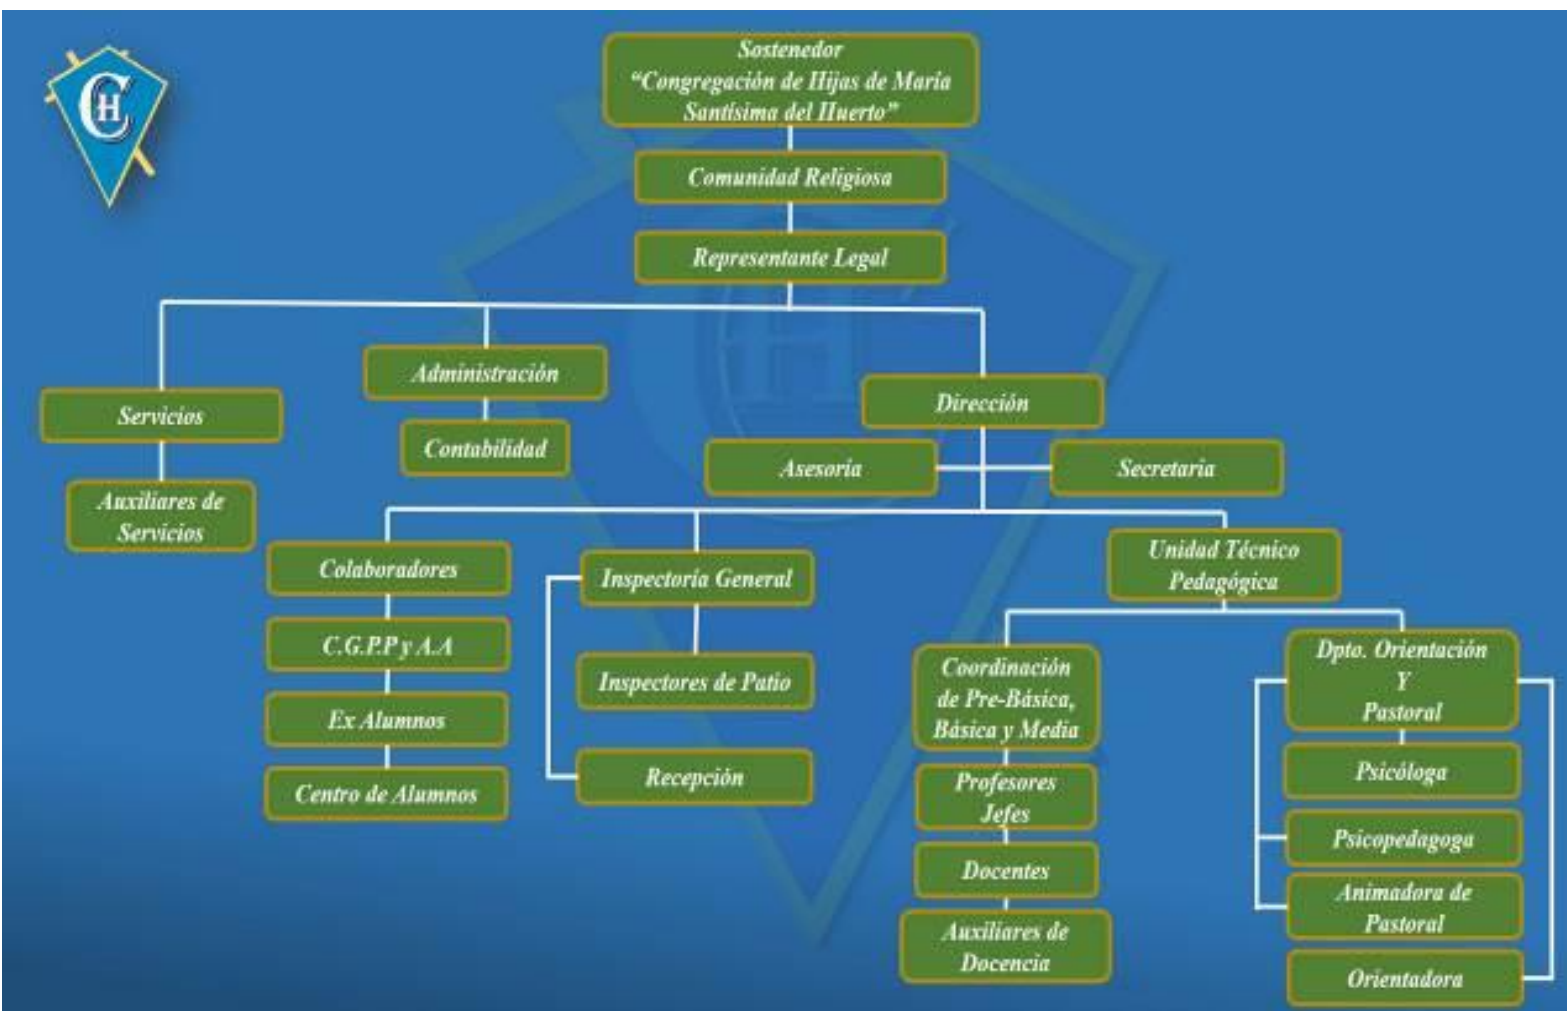 CH
Sostenedor
“Congregación de Hijas de María
Santísima del Huerto”
Comunidad Religiosa
Representante Legal
Administración
Dirección
Servicios
Contabilidad
Asesoría
Secretaria
Auxiliares de
Servicios
Colaboradores
Inspectoría General
Unidad Técnico
Pedagógica
C.G.P.P y A.A
Inspectores de Patio
Coordinación
de Pre-Básica,
Básica y Media
Dpto. Orientación
Y
Pastoral
Ex Alumnos
Recepción
Psicóloga
Centro de Alumnos
Profesores
Jefes
Psicopedagoga
Docentes
Animadora de
Pastoral
Auxiliares de
Docencia
Orientadora